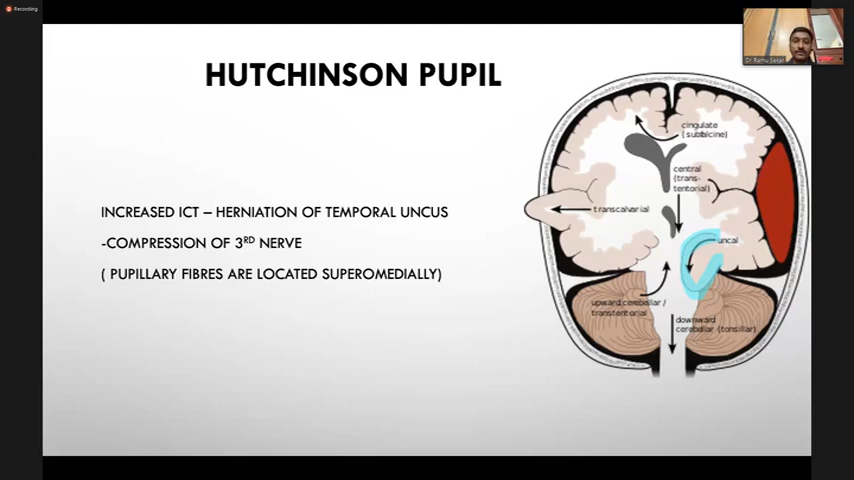 Recording
HUTCHINSON PUPIL
INCREASED ICT – HERNIATION OF TEMPORAL UNCUS
-COMPRESSION OF 3RD NERVE
( PUPILLARY FIBRES ARE LOCATED SUPEROMEDIALLY)
cingulate
(subfalcine)
central
(trans-
tentorial)
transcalvarial
uncal
upward cerebellar /
transtentorial
downward
cerebellar (tonsillar)
Dr Ramu Sekar